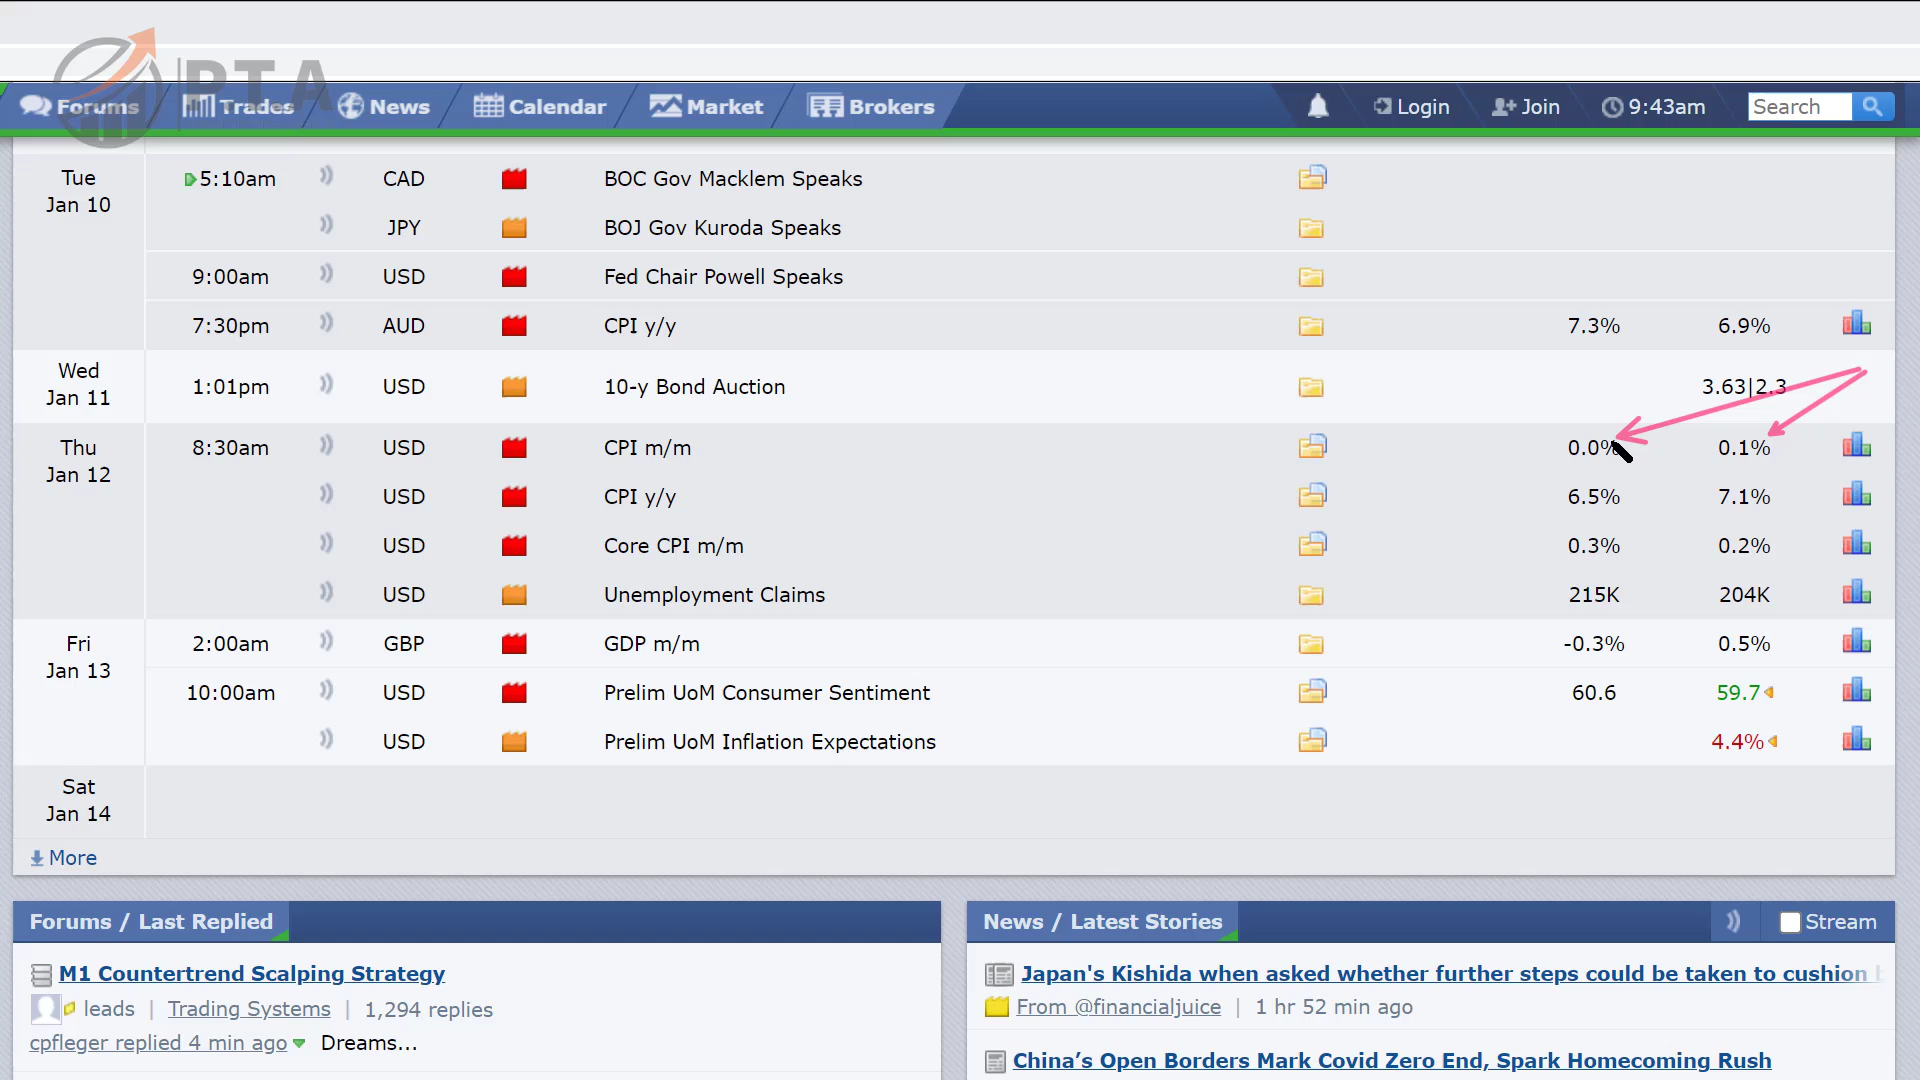 PTA
Forums Trades News Calendar Market Brokers Login Join 9:43am Search
Tue
Jan 10
5:10am CAD BOC Gov Macklem Speaks
JPY BOJ Gov Kuroda Speaks
9:00am USD Fed Chair Powell Speaks
7:30pm AUD CPI y/y 7.3% 6.9%
Wed
Jan 11
1:01pm USD 10-y Bond Auction 3.63|2.3
Thu
Jan 12
8:30am USD CPI m/m 0.0% 0.1%
USD CPI y/y 6.5% 7.1%
USD Core CPI m/m 0.3% 0.2%
USD Unemployment Claims 215K 204K
Fri
Jan 13
2:00am GBP GDP m/m -0.3% 0.5%
10:00am USD Prelim UoM Consumer Sentiment 60.6 59.7
USD Prelim UoM Inflation Expectations 4.4%
Sat
Jan 14
More
Forums / Last Replied
M1 Countertrend Scalping Strategy
leads | Trading Systems | 1,294 replies
cpfleger replied 4 min ago Dreams...
News / Latest Stories Stream
Japan's Kishida when asked whether further steps could be taken to cushion
From @financialjuice | 1 hr 52 min ago
China's Open Borders Mark Covid Zero End, Spark Homecoming Rush